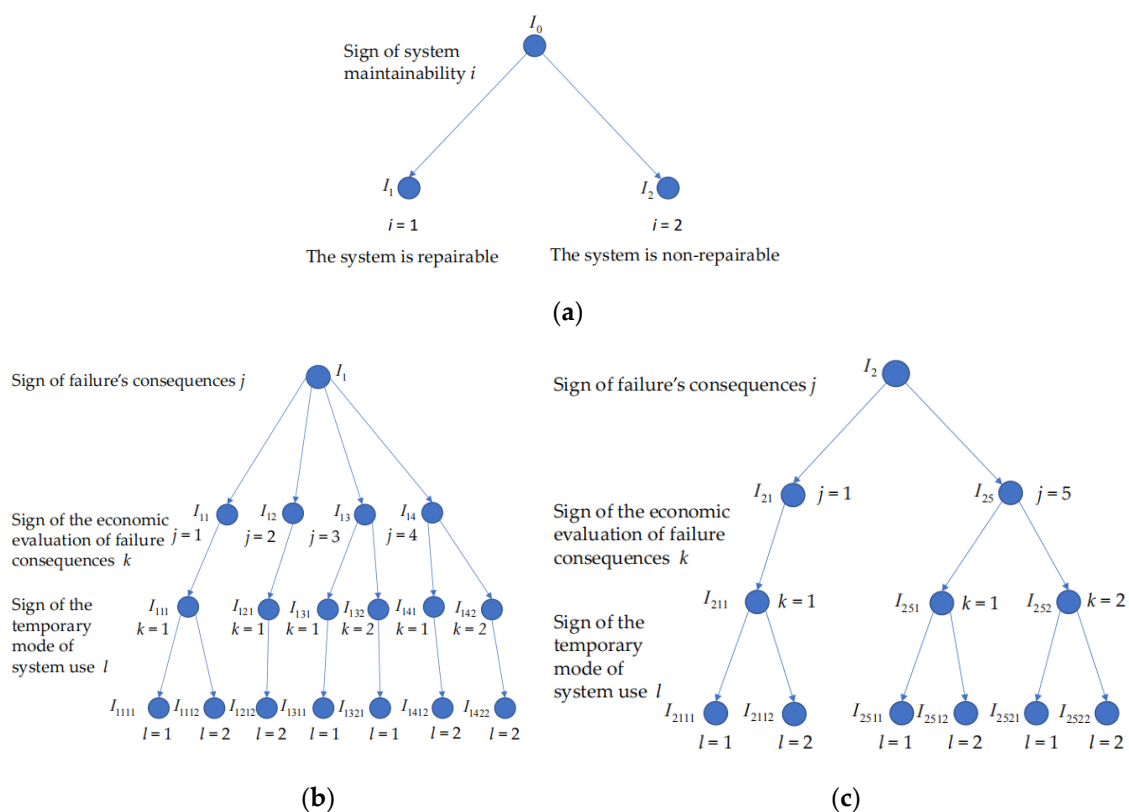 I₀
Sign of system
maintainability i
I₁
I₂
i = 1
i = 2
The system is repairable
The system is non-repairable
(a)
I₁
Sign of failure's consequences j
I₁₁
I₁₂
I₁₃
I₁₄
Sign of the economic
evaluation of failure
consequences k
j = 1
j = 2
j = 3
j = 4
I₁₁₁
I₁₂₁
I₁₃₁
I₁₃₂
I₁₄₁
I₁₄₂
k = 1
k = 1
k = 1
k = 2
k = 1
k = 2
Sign of the
temporary
mode of
system use l
I₁₁₁₁
I₁₁₁₂
I₁₂₁₂
I₁₃₁₁
I₁₃₂₁
I₁₄₁₂
I₁₄₂₂
l = 1
l = 2
l = 2
l = 1
l = 1
l = 2
l = 2
(b)
I₂
Sign of failure's consequences j
I₂₁
j = 1
I₂₅
j = 5
Sign of the economic
evaluation of failure
consequences k
I₂₁₁
k = 1
I₂₅₁
k = 1
I₂₅₂
k = 2
Sign of the
temporary
mode of
system use l
I₂₁₁₁
I₂₁₁₂
I₂₅₁₁
I₂₅₁₂
I₂₅₂₁
I₂₅₂₂
l = 1
l = 2
l = 1
l = 2
l = 1
l = 2
(c)